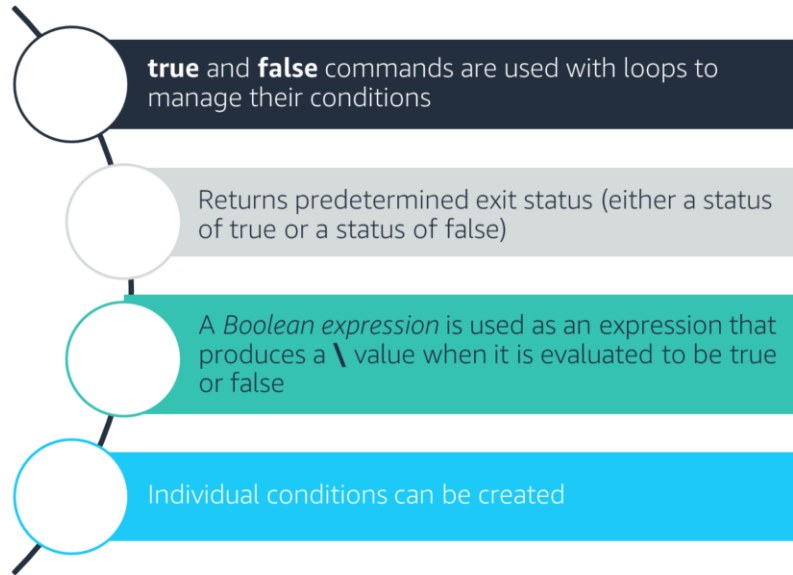 true and false commands are used with loops to
manage their conditions
Returns predetermined exit status (either a status
of true or a status of false)
A Boolean expression is used as an expression that
produces a \ value when it is evaluated to be true
or false
Individual conditions can be created